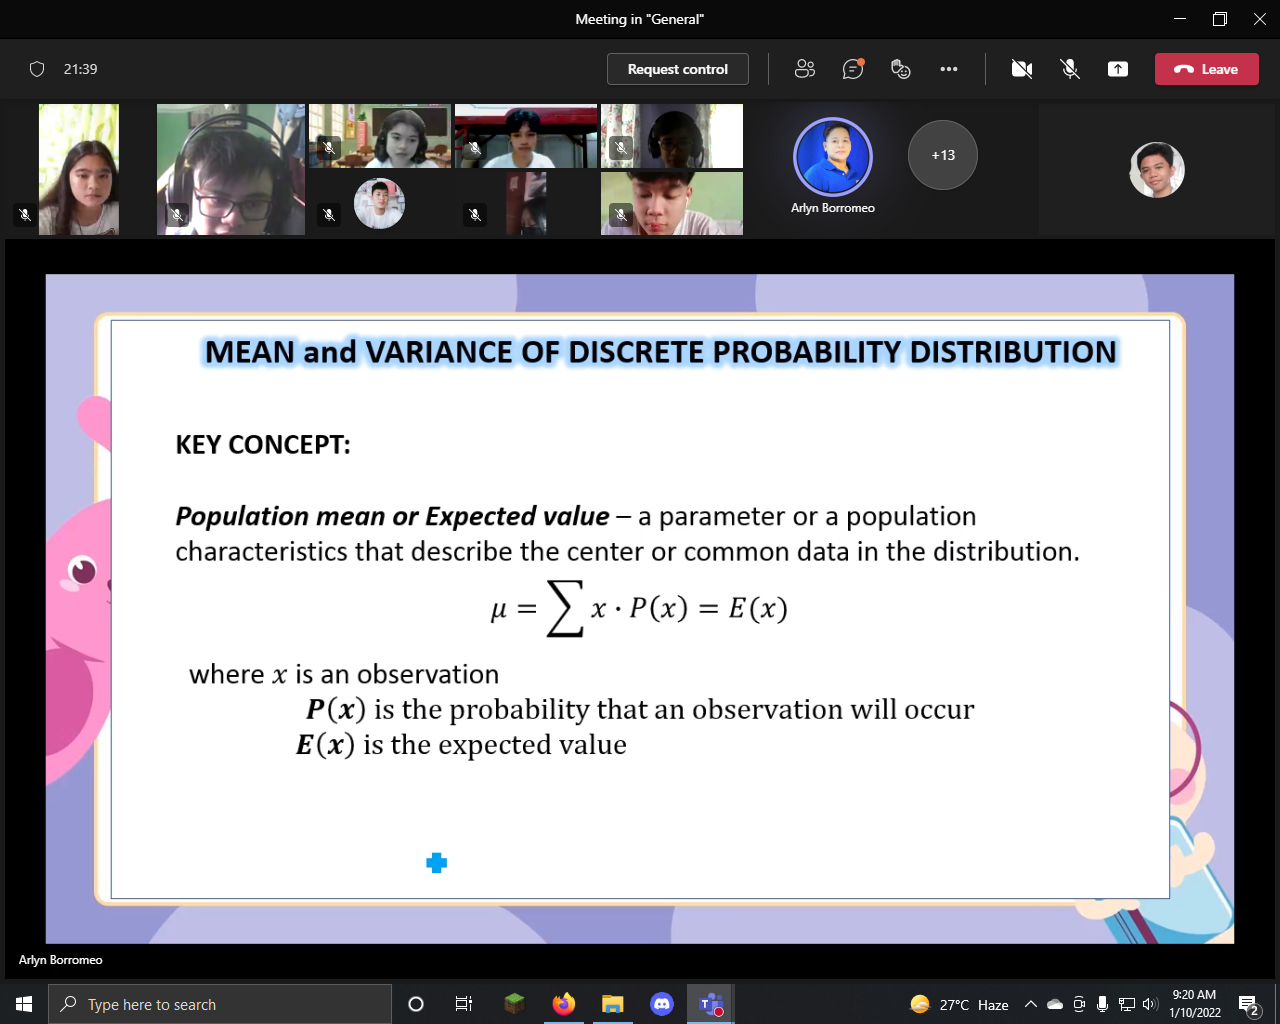 Meeting in "General"
21:39
Request control
Leave
+13
Arlyn Borromeo
MEAN and VARIANCE OF DISCRETE PROBABILITY DISTRIBUTION
KEY CONCEPT:
Population mean or Expected value – a parameter or a population
characteristics that describe the center or common data in the distribution.
μ = ∑ x · P(x) = E(x)
where x is an observation
P(x) is the probability that an observation will occur
E(x) is the expected value
Arlyn Borromeo
Type here to search
27°C Haze
9:20 AM
1/10/2022
2